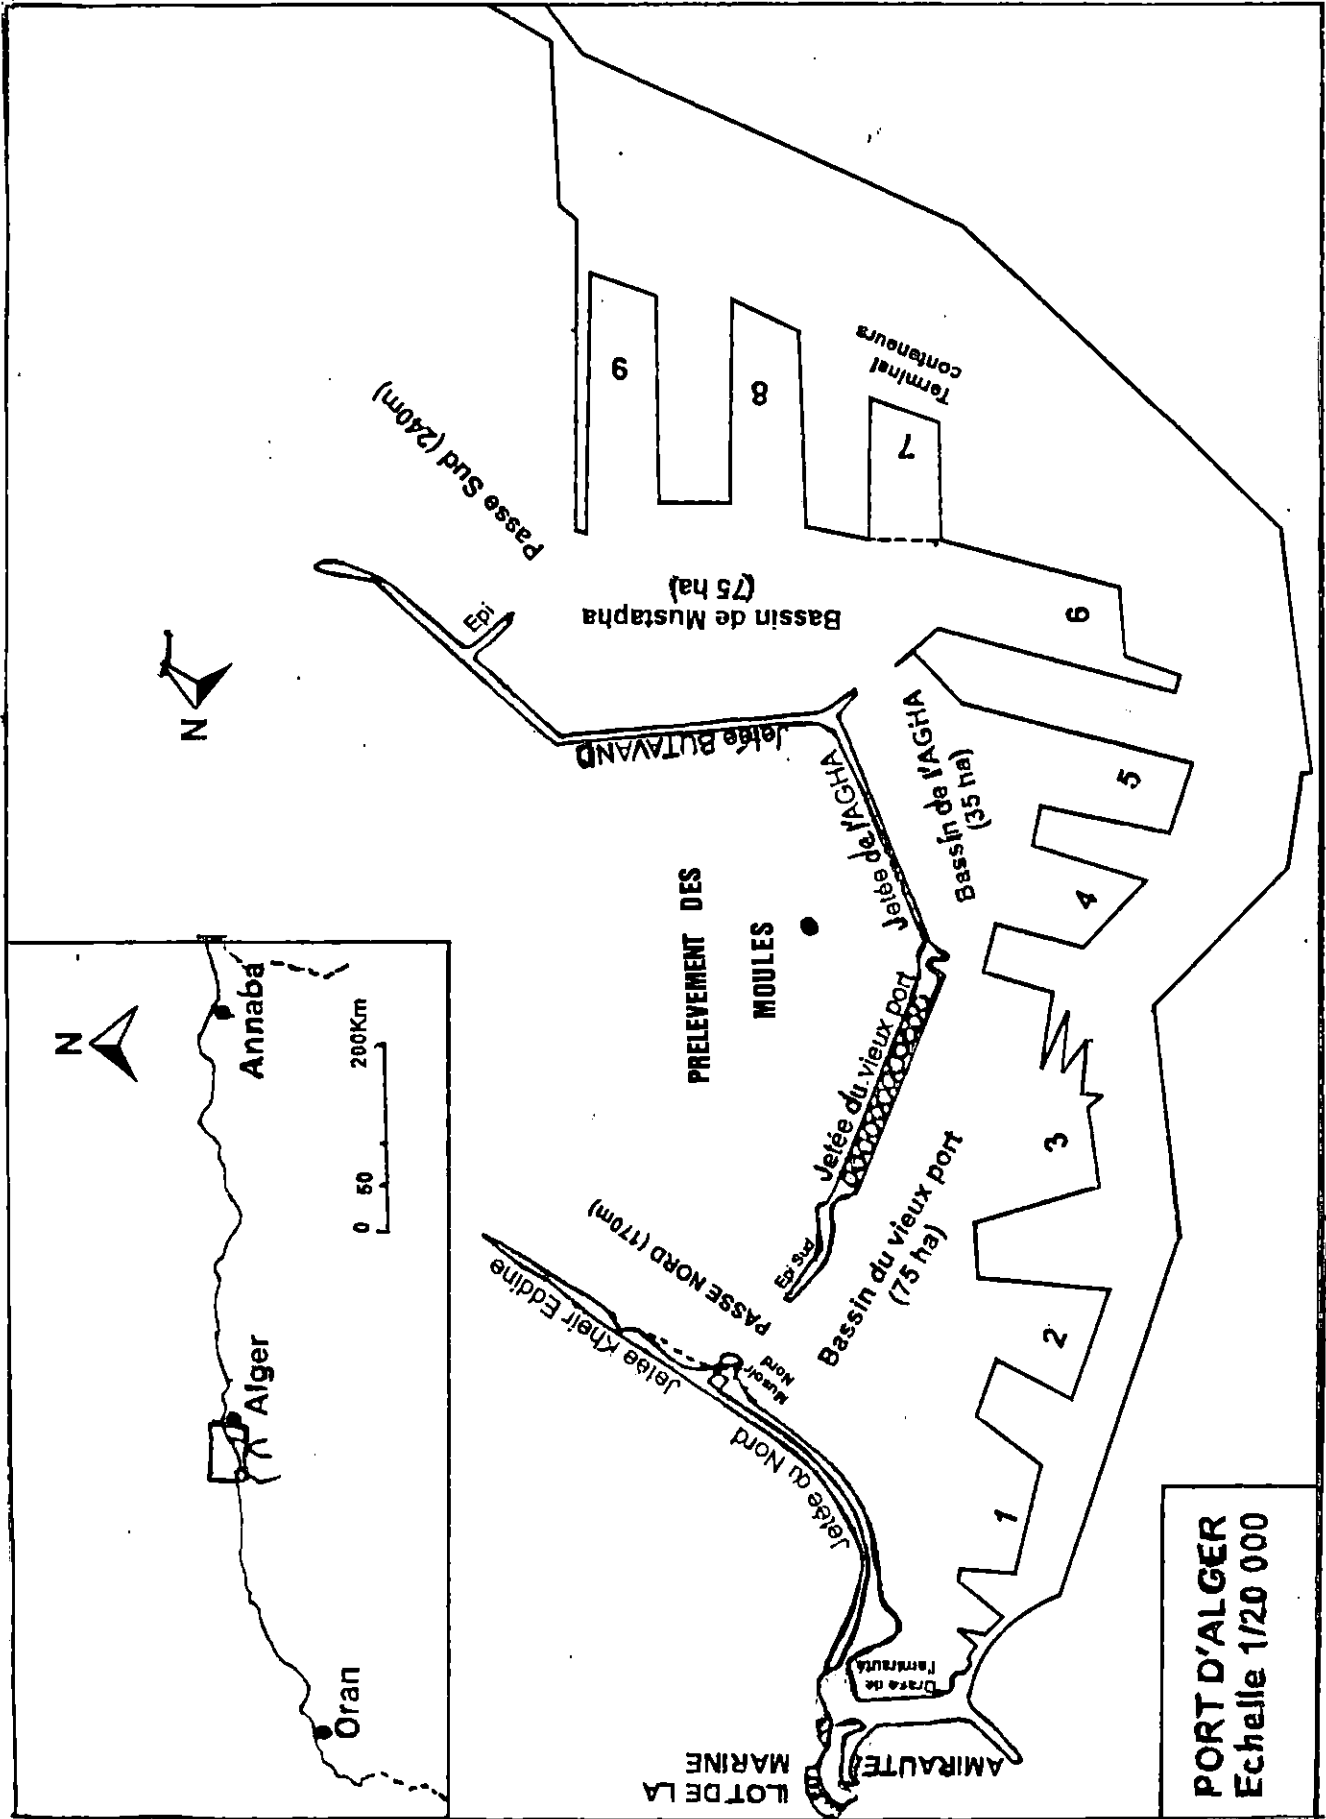 N
Oran
Alger
Annaba
0 50 200Km
N
ILOT DE LA
MARINE
AMIRAUTE
Darse de
l'amirauté
Jetée au Nord
Musoir
Nord
Jetée Kheir Eddine
PASSE NORD (170m)
Epi Sud
Jetée du vieux port
Bassin du vieux port
(75 ha)
PRELEVEMENT DES
MOULES
Jetée de l'AGHA
Bassin de l'AGHA
(35 ha)
Jetée BUTAVAND
Epi
Passe Sud (240m)
Bassin de Mustapha
(75 ha)
Terminal
conteneurs
1
2
3
4
5
6
7
8
9
PORT D'ALGER
Echelle 1/20 000